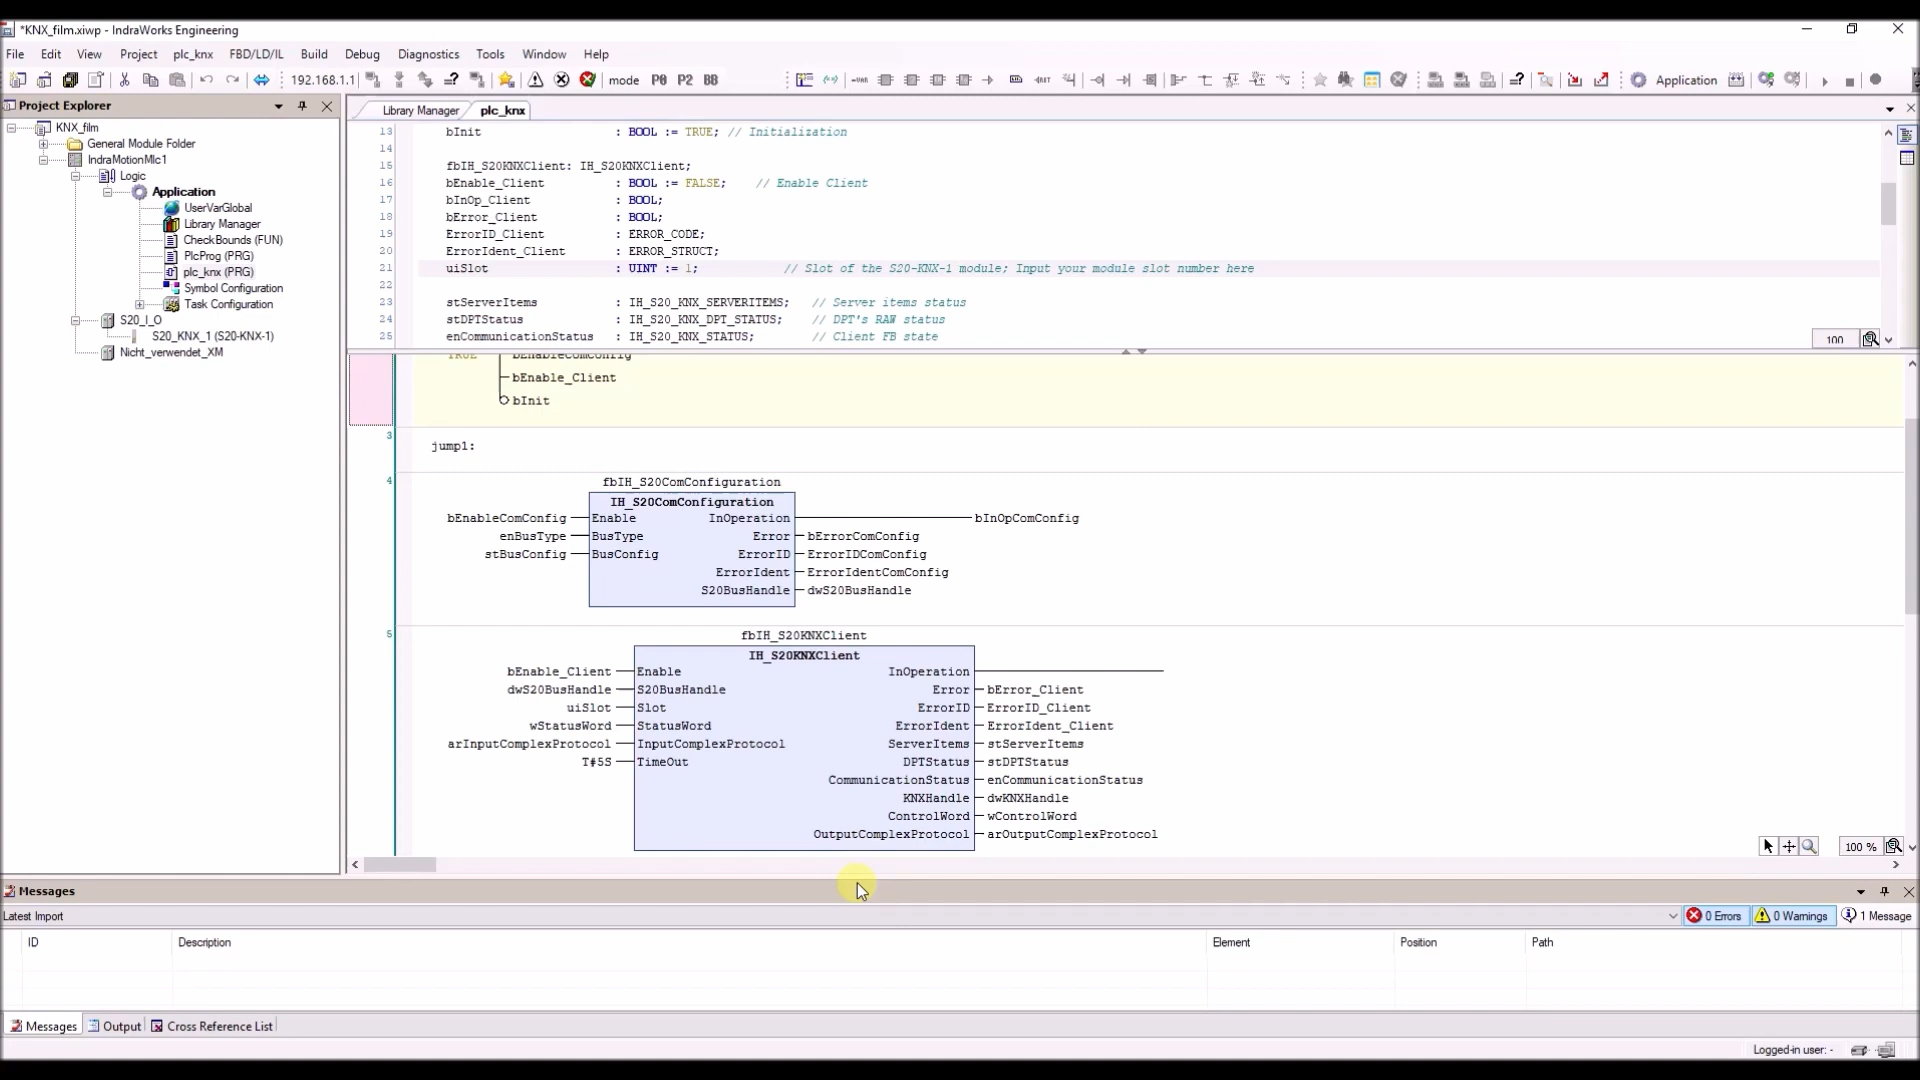 *KNX_film.xiwp - IndraWorks Engineering
File Edit View Project plc_knx FBD/LD/IL Build Debug Diagnostics Tools Window Help
192.168.1.1 mode P0 P2 BB Application
Project Explorer
KNX_film
General Module Folder
IndraMotionMlc1
Logic
Application
UserVarGlobal
Library Manager
CheckBounds (FUN)
PlcProg (PRG)
plc_knx (PRG)
Symbol Configuration
Task Configuration
S20_I_O
S20_KNX_1 (S20-KNX-1)
Nicht_verwendet_XM
Library Manager plc_knx
13 bInit : BOOL := TRUE; // Initialization
14
15 fbIH_S20KNXClient: IH_S20KNXClient;
16 bEnable_Client : BOOL := FALSE; // Enable Client
17 bInOp_Client : BOOL;
18 bError_Client : BOOL;
19 ErrorID_Client : ERROR_CODE;
20 ErrorIdent_Client : ERROR_STRUCT;
21 uiSlot : UINT := 1; // Slot of the S20-KNX-1 module; Input your module slot number here
22
23 stServerItems : IH_S20_KNX_SERVERITEMS; // Server items status
24 stDPTStatus : IH_S20_KNX_DPT_STATUS; // DPT's RAW status
25 enCommunicationStatus : IH_S20_KNX_STATUS; // Client FB state
100
TRUE bEnableComConfig
bEnable_Client
bInit
3
jump1:
4
fbIH_S20ComConfiguration
IH_S20ComConfiguration
bEnableComConfig Enable InOperation bInOpComConfig
enBusType BusType Error bErrorComConfig
stBusConfig BusConfig ErrorID ErrorIDComConfig
ErrorIdent ErrorIdentComConfig
S20BusHandle dwS20BusHandle
5
fbIH_S20KNXClient
IH_S20KNXClient
bEnable_Client Enable InOperation
dwS20BusHandle S20BusHandle Error bError_Client
uiSlot Slot ErrorID ErrorID_Client
wStatusWord StatusWord ErrorIdent ErrorIdent_Client
arInputComplexProtocol InputComplexProtocol ServerItems stServerItems
T#5S TimeOut DPTStatus stDPTStatus
CommunicationStatus enCommunicationStatus
KNXHandle dwKNXHandle
ControlWord wControlWord
OutputComplexProtocol arOutputComplexProtocol
100 %
Messages
Latest Import 0 Errors 0 Warnings 1 Message
ID Description Element Position Path
Messages Output Cross Reference List
Logged-in user: -